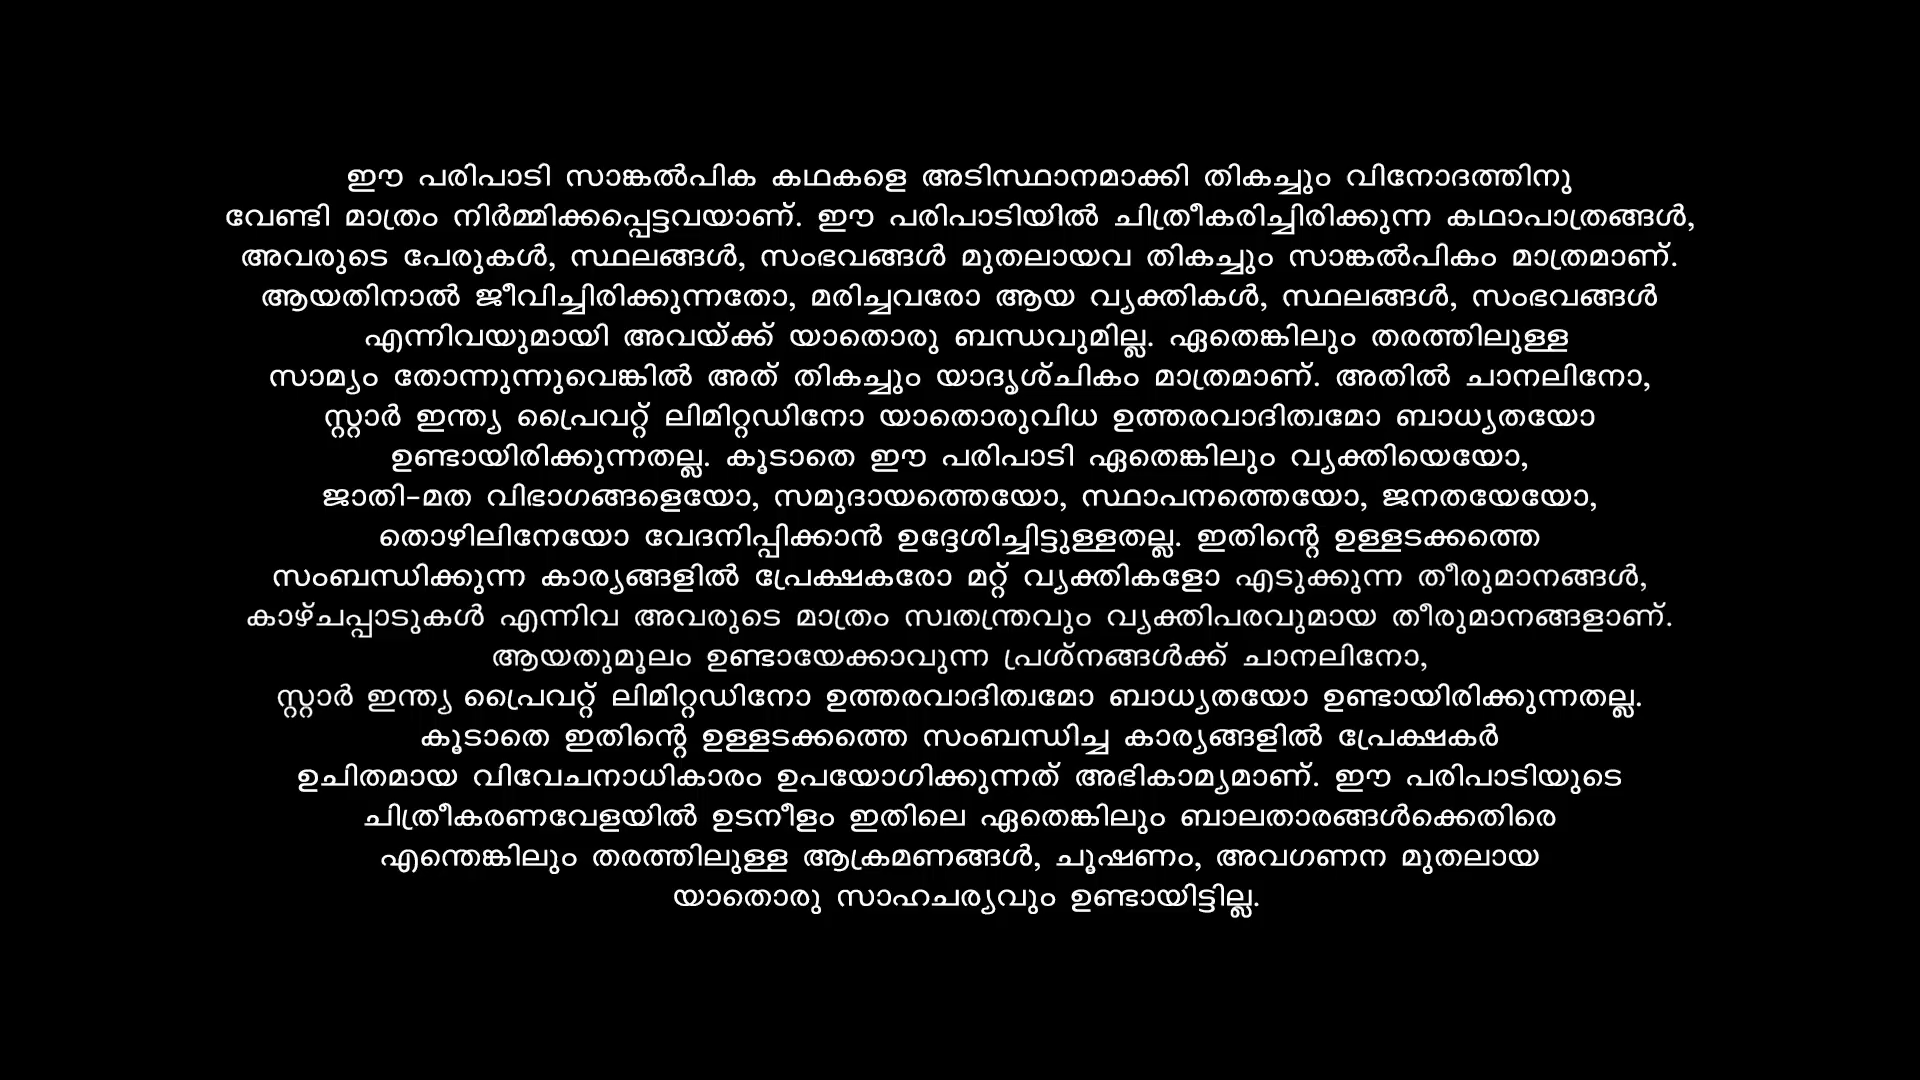 ഈ പരിപാടി സാങ്കൽപിക കഥകളെ അടിസ്ഥാനമാക്കി തികച്ചും വിനോദത്തിനു
വേണ്ടി മാത്രം നിർമ്മിക്കപ്പെട്ടവയാണ്. ഈ പരിപാടിയിൽ ചിത്രീകരിച്ചിരിക്കുന്ന കഥാപാത്രങ്ങൾ,
അവരുടെ പേരുകൾ, സ്ഥലങ്ങൾ, സംഭവങ്ങൾ മുതലായവ തികച്ചും സാങ്കൽപികം മാത്രമാണ്.
ആയതിനാൽ ജീവിച്ചിരിക്കുന്നതോ, മരിച്ചവരോ ആയ വ്യക്തികൾ, സ്ഥലങ്ങൾ, സംഭവങ്ങൾ
എന്നിവയുമായി അവയ്ക്ക് യാതൊരു ബന്ധവുമില്ല. ഏതെങ്കിലും തരത്തിലുള്ള
സാമ്യം തോന്നുന്നുവെങ്കിൽ അത് തികച്ചും യാദൃശ്ചികം മാത്രമാണ്. അതിൽ ചാനലിനോ,
സ്റ്റാർ ഇന്ത്യ പ്രൈവറ്റ് ലിമിറ്റഡിനോ യാതൊരുവിധ ഉത്തരവാദിത്വമോ ബാധ്യതയോ
ഉണ്ടായിരിക്കുന്നതല്ല. കൂടാതെ ഈ പരിപാടി ഏതെങ്കിലും വ്യക്തിയെയോ,
ജാതി-മത വിഭാഗങ്ങളെയോ, സമുദായത്തെയോ, സ്ഥാപനത്തെയോ, ജനതയേയോ,
തൊഴിലിനേയോ വേദനിപ്പിക്കാൻ ഉദ്ദേശിച്ചിട്ടുള്ളതല്ല. ഇതിന്റെ ഉള്ളടക്കത്തെ
സംബന്ധിക്കുന്ന കാര്യങ്ങളിൽ പ്രേക്ഷകരോ മറ്റ് വ്യക്തികളോ എടുക്കുന്ന തീരുമാനങ്ങൾ,
കാഴ്ചപ്പാടുകൾ എന്നിവ അവരുടെ മാത്രം സ്വതന്ത്രവും വ്യക്തിപരവുമായ തീരുമാനങ്ങളാണ്.
ആയതുമൂലം ഉണ്ടായേക്കാവുന്ന പ്രശ്നങ്ങൾക്ക് ചാനലിനോ,
സ്റ്റാർ ഇന്ത്യ പ്രൈവറ്റ് ലിമിറ്റഡിനോ ഉത്തരവാദിത്വമോ ബാധ്യതയോ ഉണ്ടായിരിക്കുന്നതല്ല.
കൂടാതെ ഇതിന്റെ ഉള്ളടക്കത്തെ സംബന്ധിച്ച കാര്യങ്ങളിൽ പ്രേക്ഷകർ
ഉചിതമായ വിവേചനാധികാരം ഉപയോഗിക്കുന്നത് അഭികാമ്യമാണ്. ഈ പരിപാടിയുടെ
ചിത്രീകരണവേളയിൽ ഉടനീളം ഇതിലെ ഏതെങ്കിലും ബാലതാരങ്ങൾക്കെതിരെ
എന്തെങ്കിലും തരത്തിലുള്ള ആക്രമണങ്ങൾ, ചൂഷണം, അവഗണന മുതലായ
യാതൊരു സാഹചര്യവും ഉണ്ടായിട്ടില്ല.